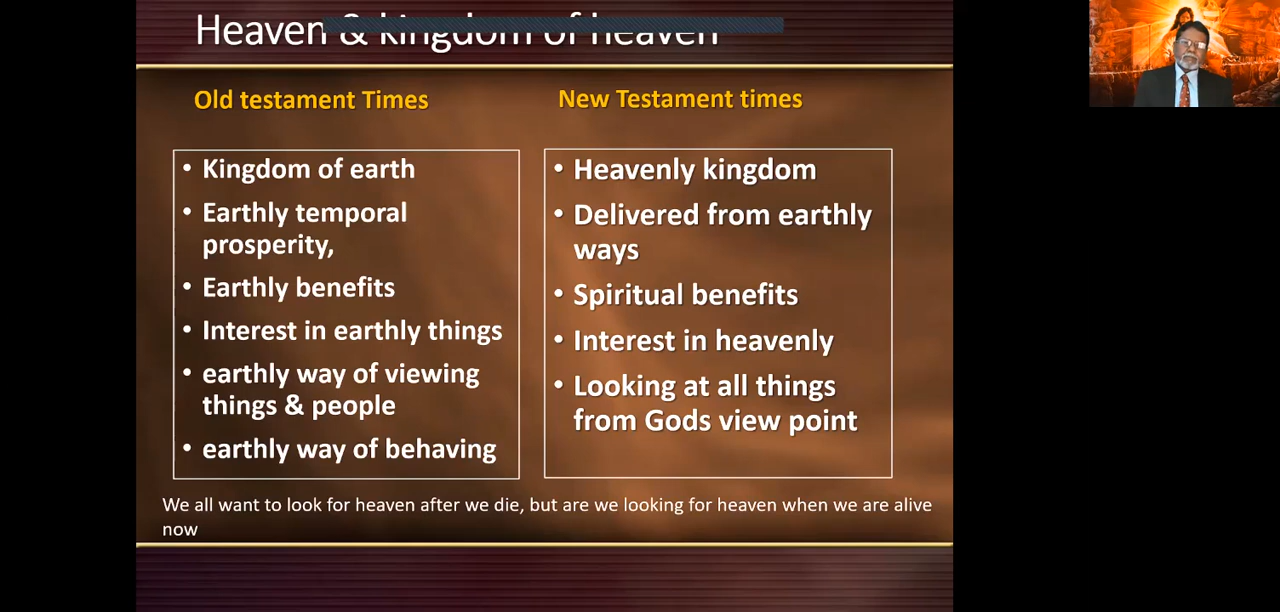 Heaven & kingdom of heaven
Old testament Times
• Kingdom of earth
• Earthly temporal
prosperity,
• Earthly benefits
• Interest in earthly things
• earthly way of viewing
things & people
• earthly way of behaving
New Testament times
• Heavenly kingdom
• Delivered from earthly
ways
• Spiritual benefits
• Interest in heavenly
• Looking at all things
from Gods view point
We all want to look for heaven after we die, but are we looking for heaven when we are alive
now